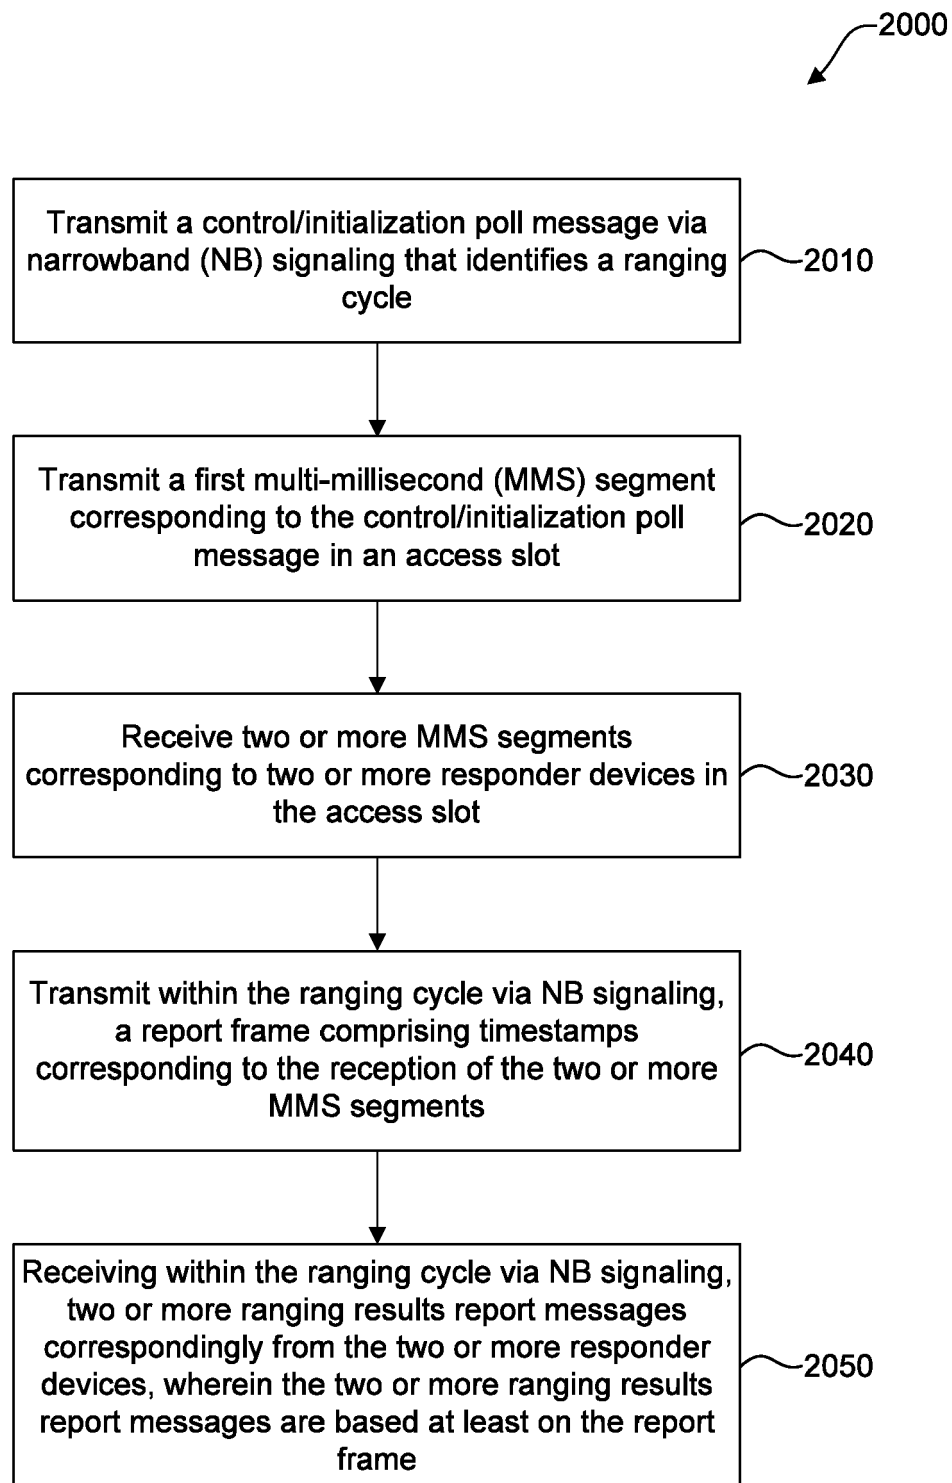 2000
Transmit a control/initialization poll message via
narrowband (NB) signaling that identifies a ranging
cycle
2010
Transmit a first multi-millisecond (MMS) segment
corresponding to the control/initialization poll
message in an access slot
2020
Receive two or more MMS segments
corresponding to two or more responder devices in
the access slot
2030
Transmit within the ranging cycle via NB signaling,
a report frame comprising timestamps
corresponding to the reception of the two or more
MMS segments
2040
Receiving within the ranging cycle via NB signaling,
two or more ranging results report messages
correspondingly from the two or more responder
devices, wherein the two or more ranging results
report messages are based at least on the report
frame
2050